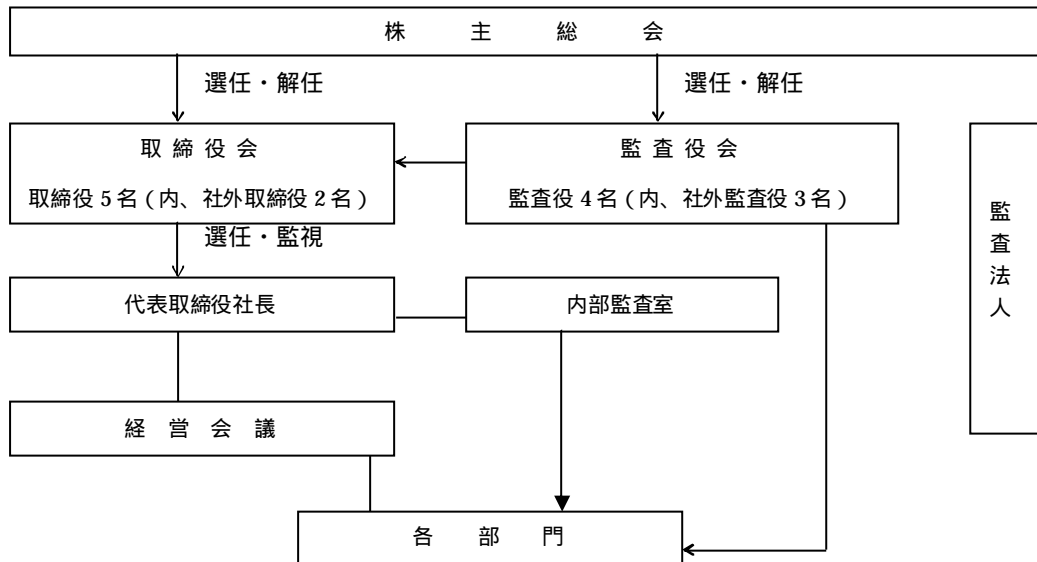 株主総会
選任・解任
選任・解任
取締役会
取締役5名(内、社外取締役2名)
監査役会
監査役4名(内、社外監査役3名)
監査法人
選任・監視
代表取締役社長
内部監査室
経営会議
各部門